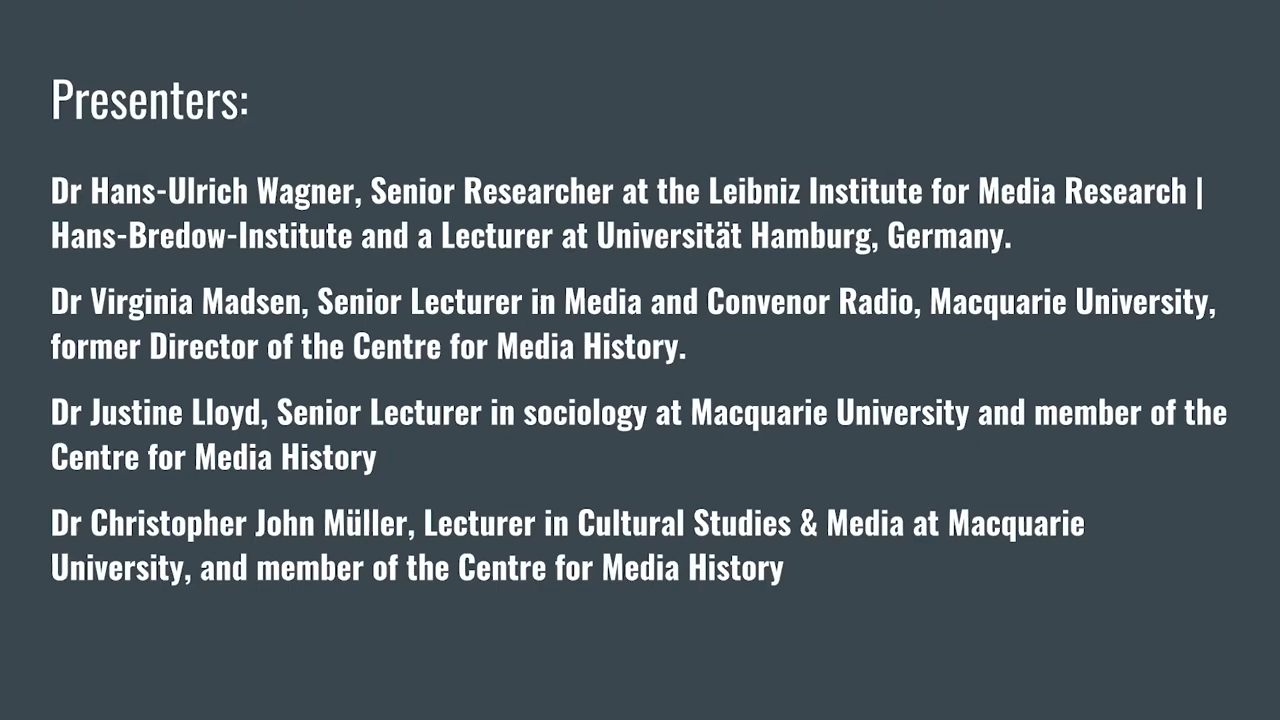 Presenters:
Dr Hans-Ulrich Wagner, Senior Researcher at the Leibniz Institute for Media Research |
Hans-Bredow-Institute and a Lecturer at Universität Hamburg, Germany.
Dr Virginia Madsen, Senior Lecturer in Media and Convenor Radio, Macquarie University,
former Director of the Centre for Media History.
Dr Justine Lloyd, Senior Lecturer in sociology at Macquarie University and member of the
Centre for Media History
Dr Christopher John Müller, Lecturer in Cultural Studies & Media at Macquarie
University, and member of the Centre for Media History